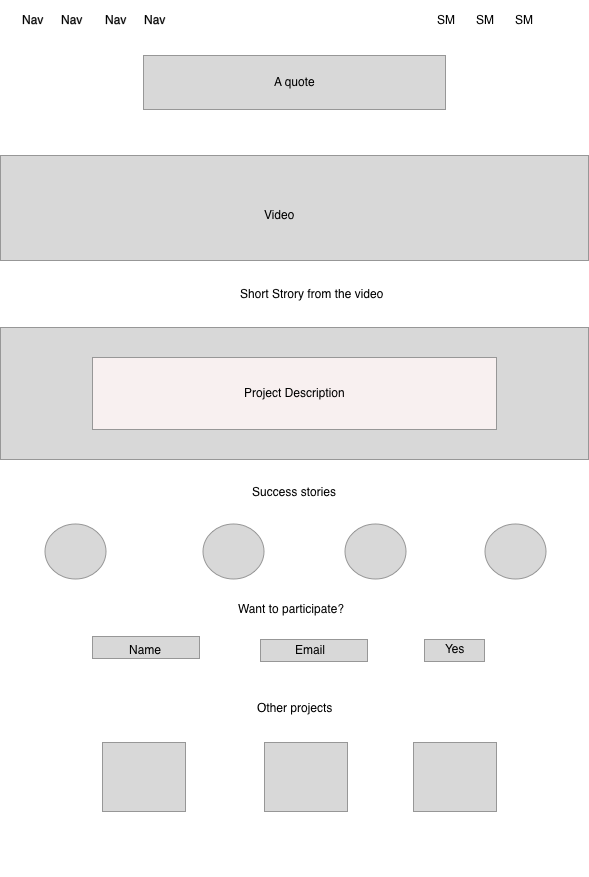 Nav Nav Nav Nav SM SM SM
A quote
Video
Short Strory from the video
Project Description
Success stories
Want to participate?
Name Email Yes
Other projects